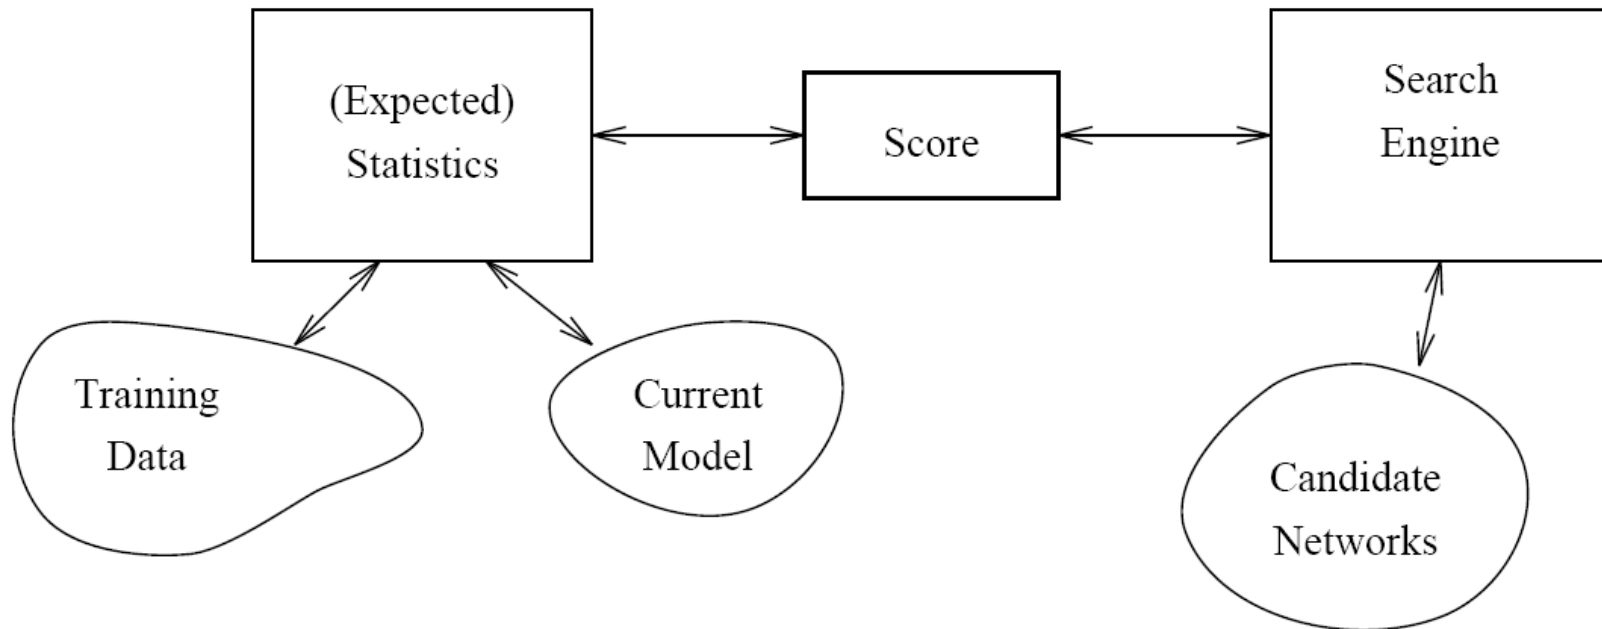 (Expected)
Statistics
Score
Search
Engine
Training
Data
Current
Model
Candidate
Networks